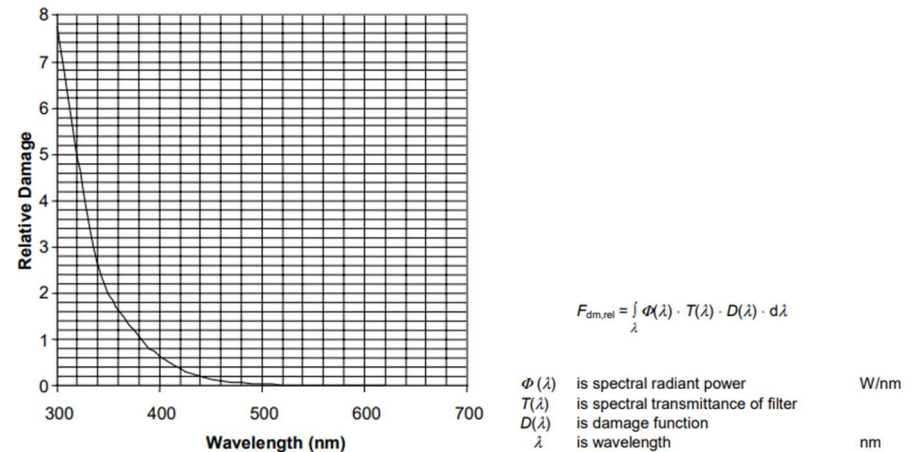 8
7
6
5
4
3
2
1
0
Relative Damage
300 400 500 600 700
Wavelength (nm)
F dm,rel = ∫ Φ(λ) · T(λ) · D(λ) · dλ
λ
Φ (λ) is spectral radiant power W/nm
T(λ) is spectral transmittance of filter
D(λ) is damage function
λ is wavelength nm